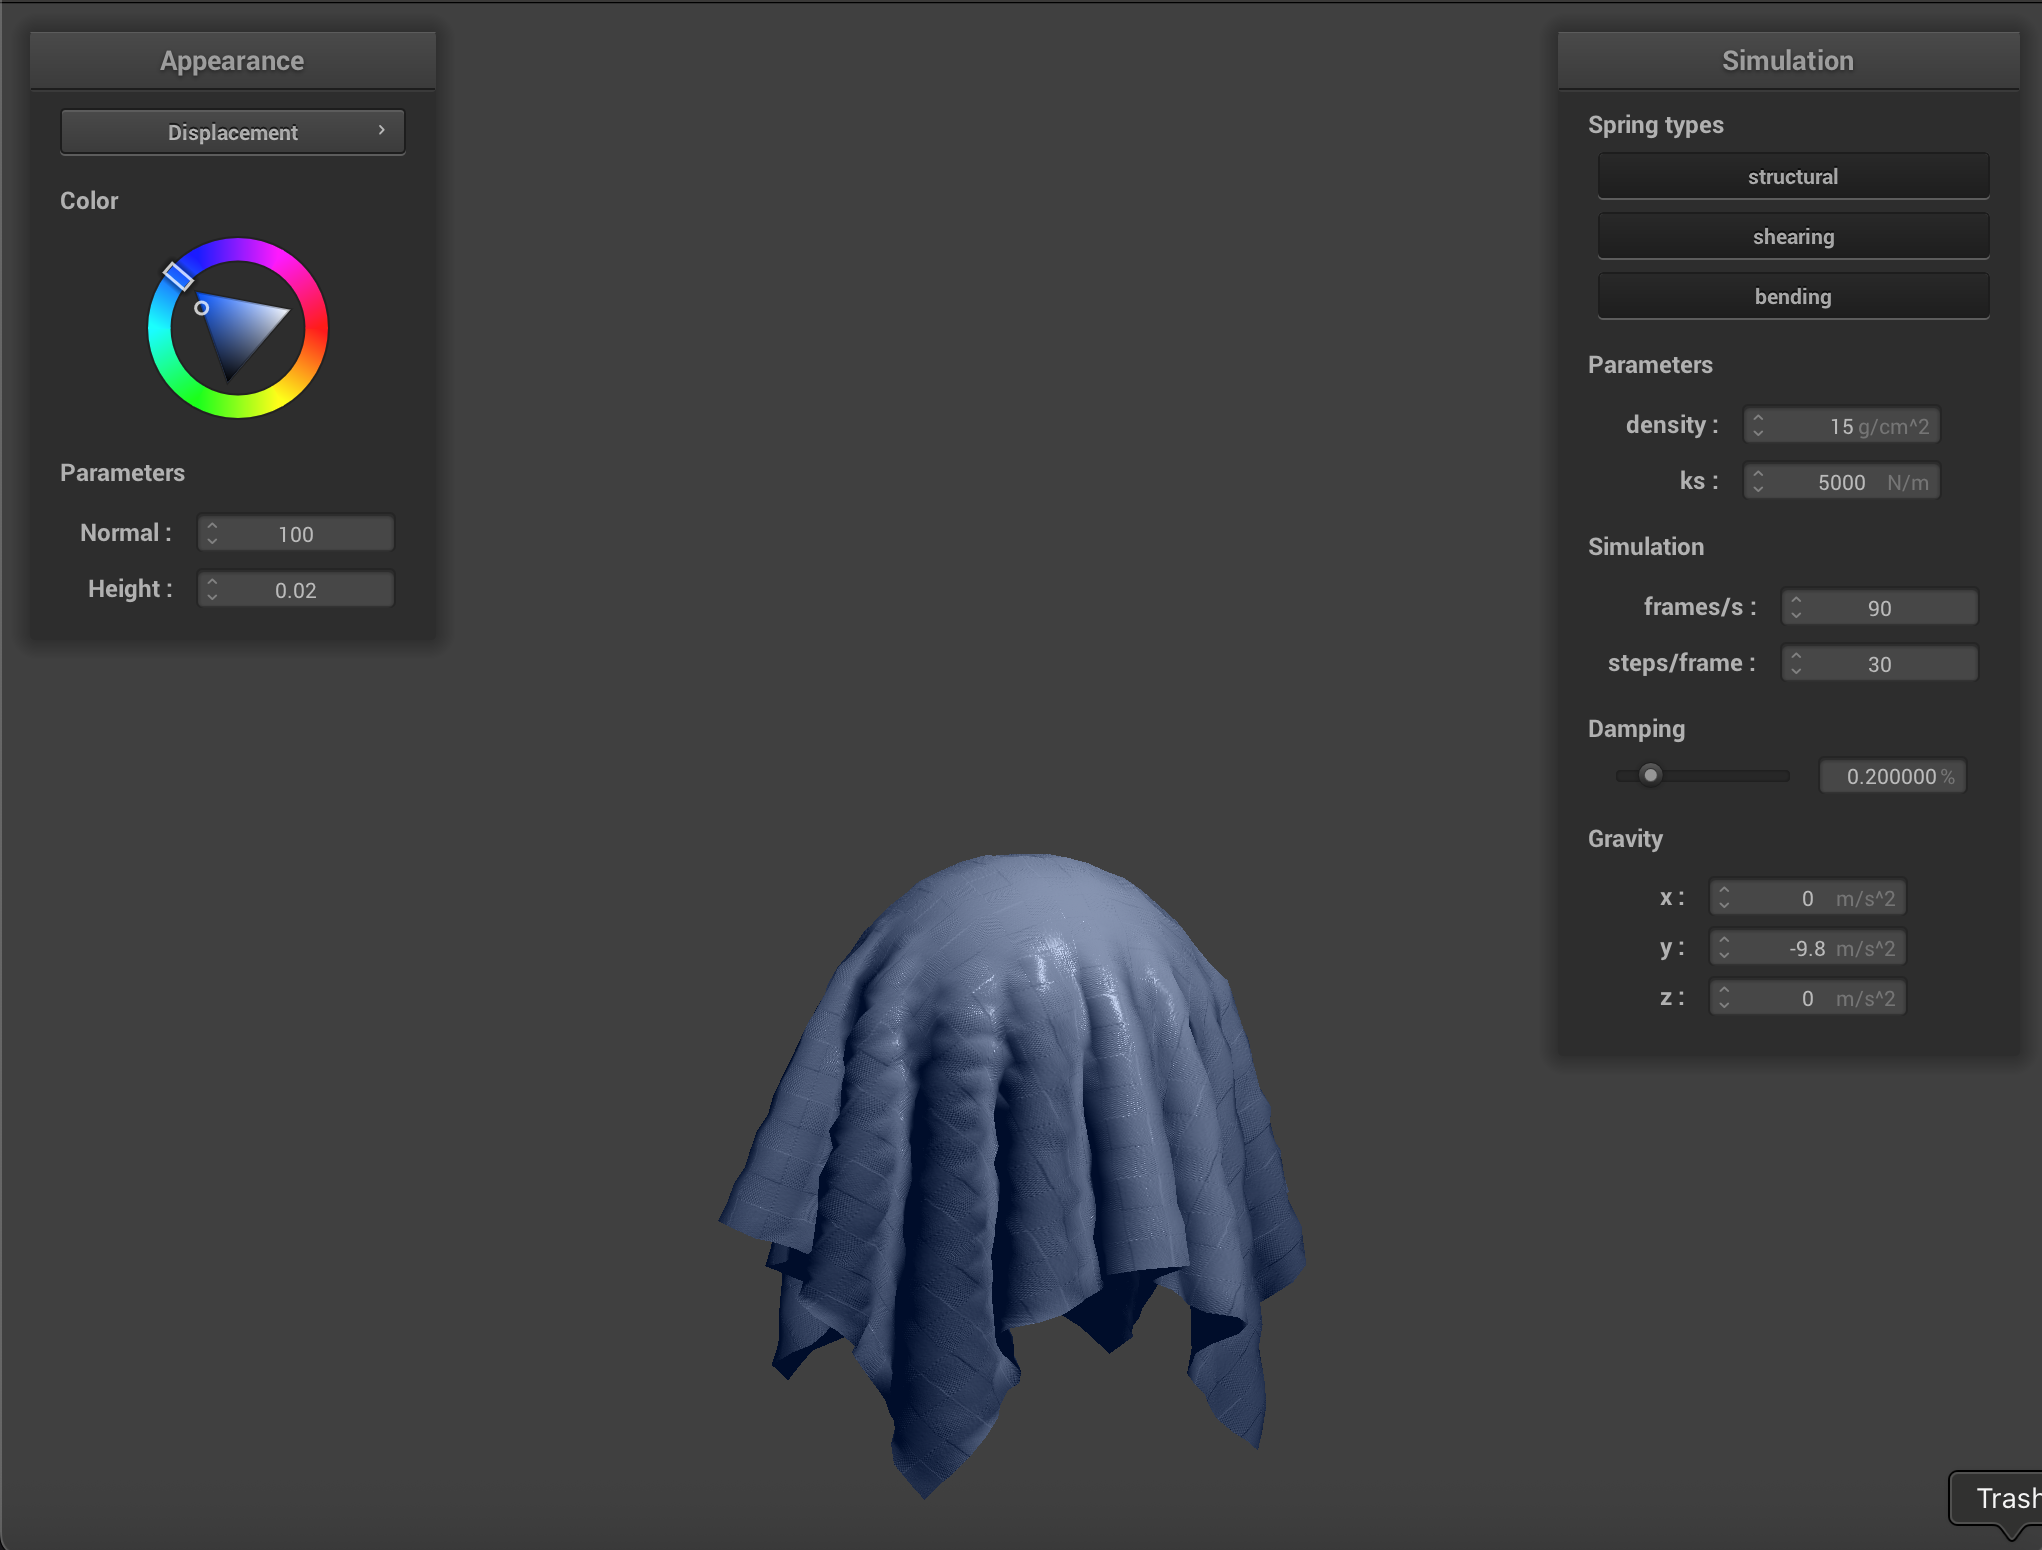 Appearance
Displacement
Color
Parameters
Normal : 100
Height : 0.02
Simulation
Spring types
structural
shearing
bending
Parameters
density : 15 g/cm^2
ks : 5000 N/m
Simulation
frames/s : 90
steps/frame : 30
Damping
0.200000 %
Gravity
x : 0 m/s^2
y : -9.8 m/s^2
z : 0 m/s^2
Trash